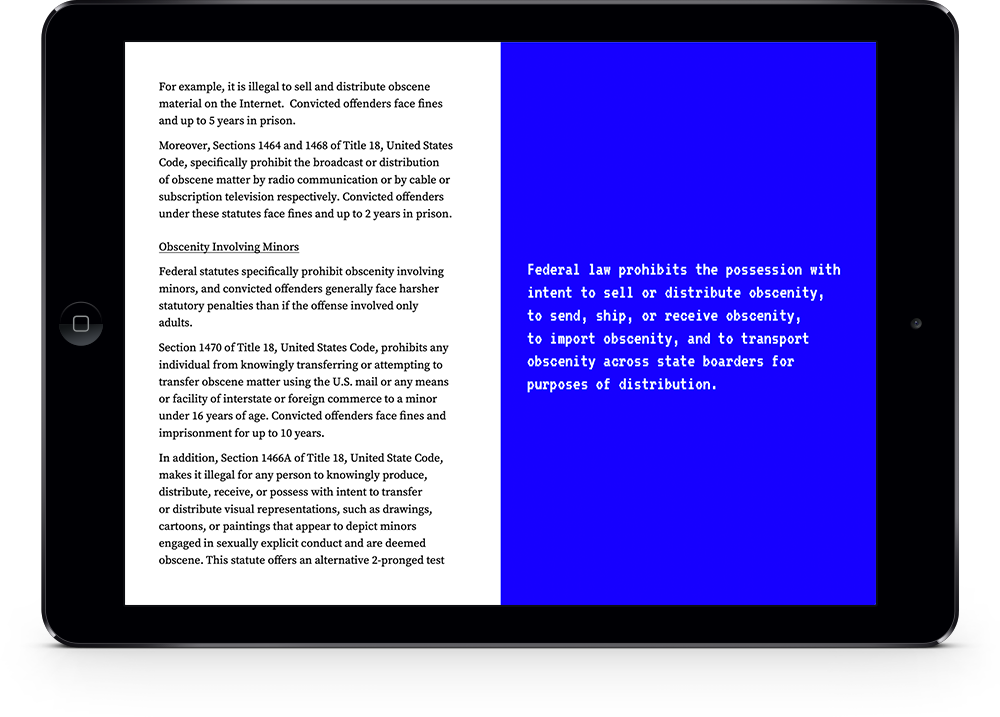 For example, it is illegal to sell and distribute obscene
material on the Internet.  Convicted offenders face fines
and up to 5 years in prison.
Moreover, Sections 1464 and 1468 of Title 18, United States
Code, specifically prohibit the broadcast or distribution
of obscene matter by radio communication or by cable or
subscription television respectively. Convicted offenders
under these statutes face fines and up to 2 years in prison.
Obscenity Involving Minors
Federal statutes specifically prohibit obscenity involving
minors, and convicted offenders generally face harsher
statutory penalties than if the offense involved only
adults.
Section 1470 of Title 18, United States Code, prohibits any
individual from knowingly transferring or attempting to
transfer obscene matter using the U.S. mail or any means
or facility of interstate or foreign commerce to a minor
under 16 years of age. Convicted offenders face fines and
imprisonment for up to 10 years.
In addition, Section 1466A of Title 18, United State Code,
makes it illegal for any person to knowingly produce,
distribute, receive, or possess with intent to transfer
or distribute visual representations, such as drawings,
cartoons, or paintings that appear to depict minors
engaged in sexually explicit conduct and are deemed
obscene. This statute offers an alternative 2-pronged test
Federal law prohibits the possession with
intent to sell or distribute obscenity,
to send, ship, or receive obscenity,
to import obscenity, and to transport
obscenity across state boarders for
purposes of distribution.